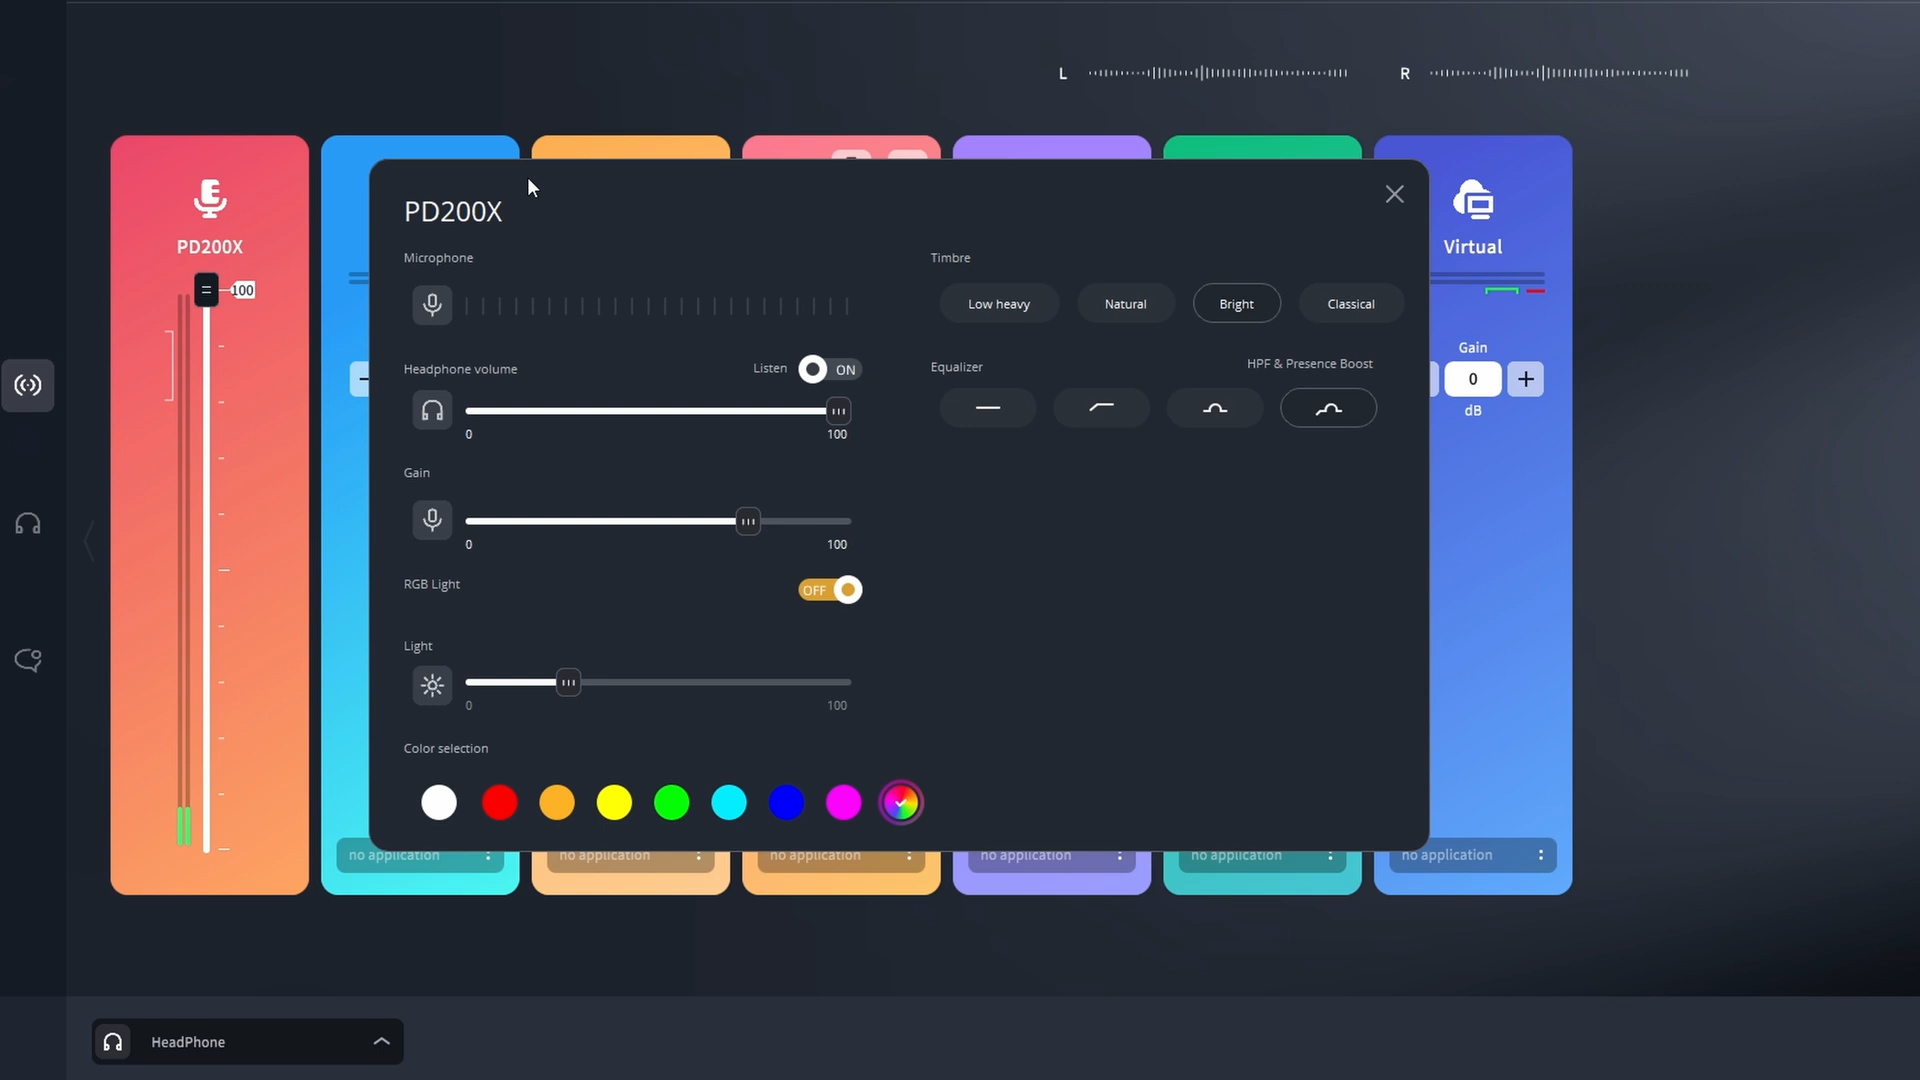 L
R
PD200X
100
PD200X
Microphone
Headphone volume
Listen
ON
0
100
Gain
0
100
RGB Light
OFF
Light
0
100
Color selection
Timbre
Low heavy
Natural
Bright
Classical
Equalizer
HPF & Presence Boost
Virtual
Gain
0
dB
no application
no application
no application
no application
no application
no application
HeadPhone